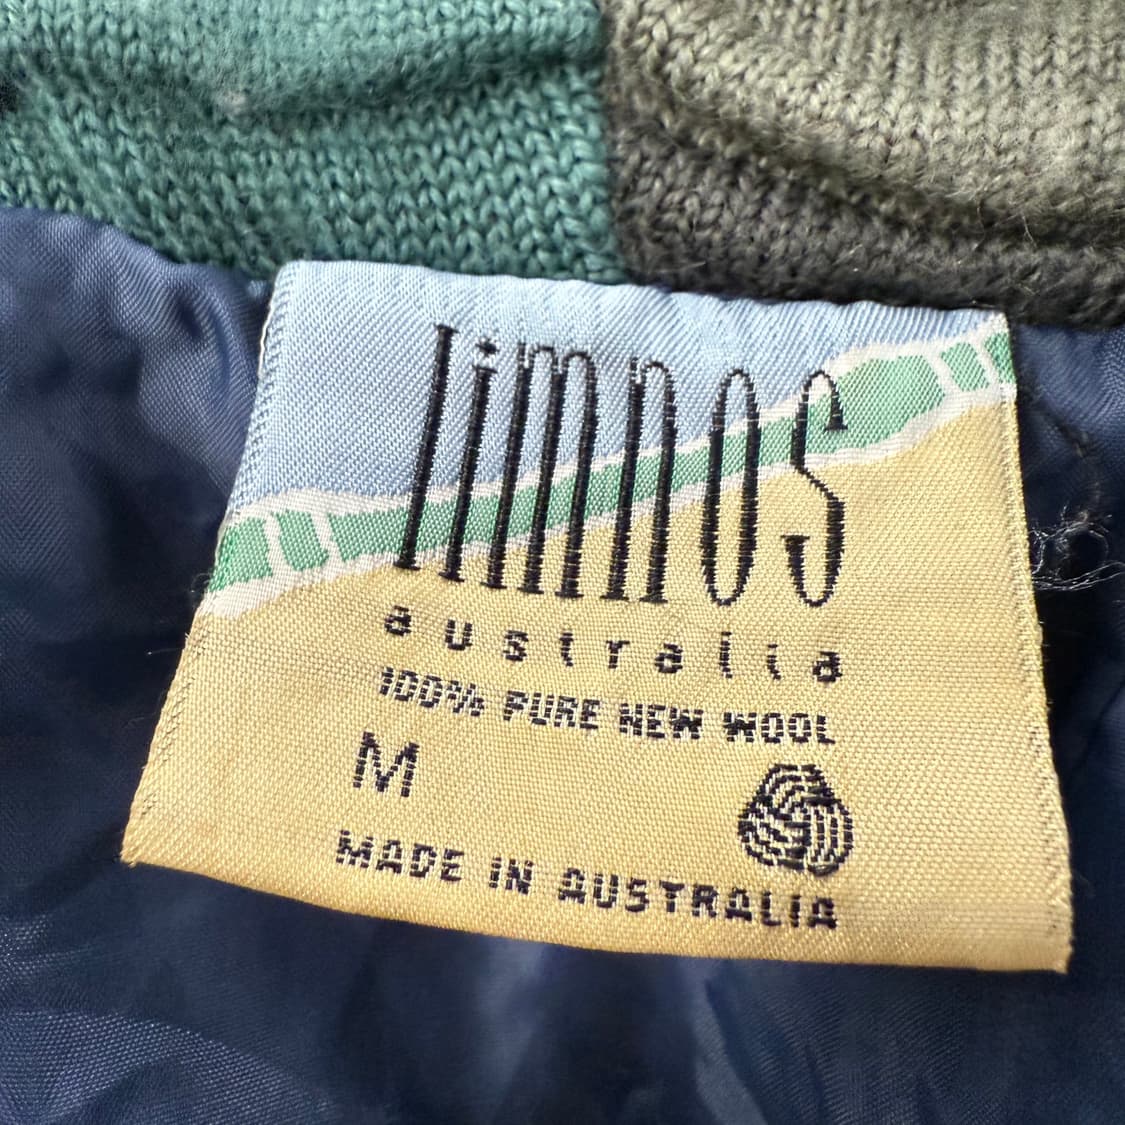 limnos
australia
100% PURE NEW WOOL
M
MADE IN AUSTRALIA